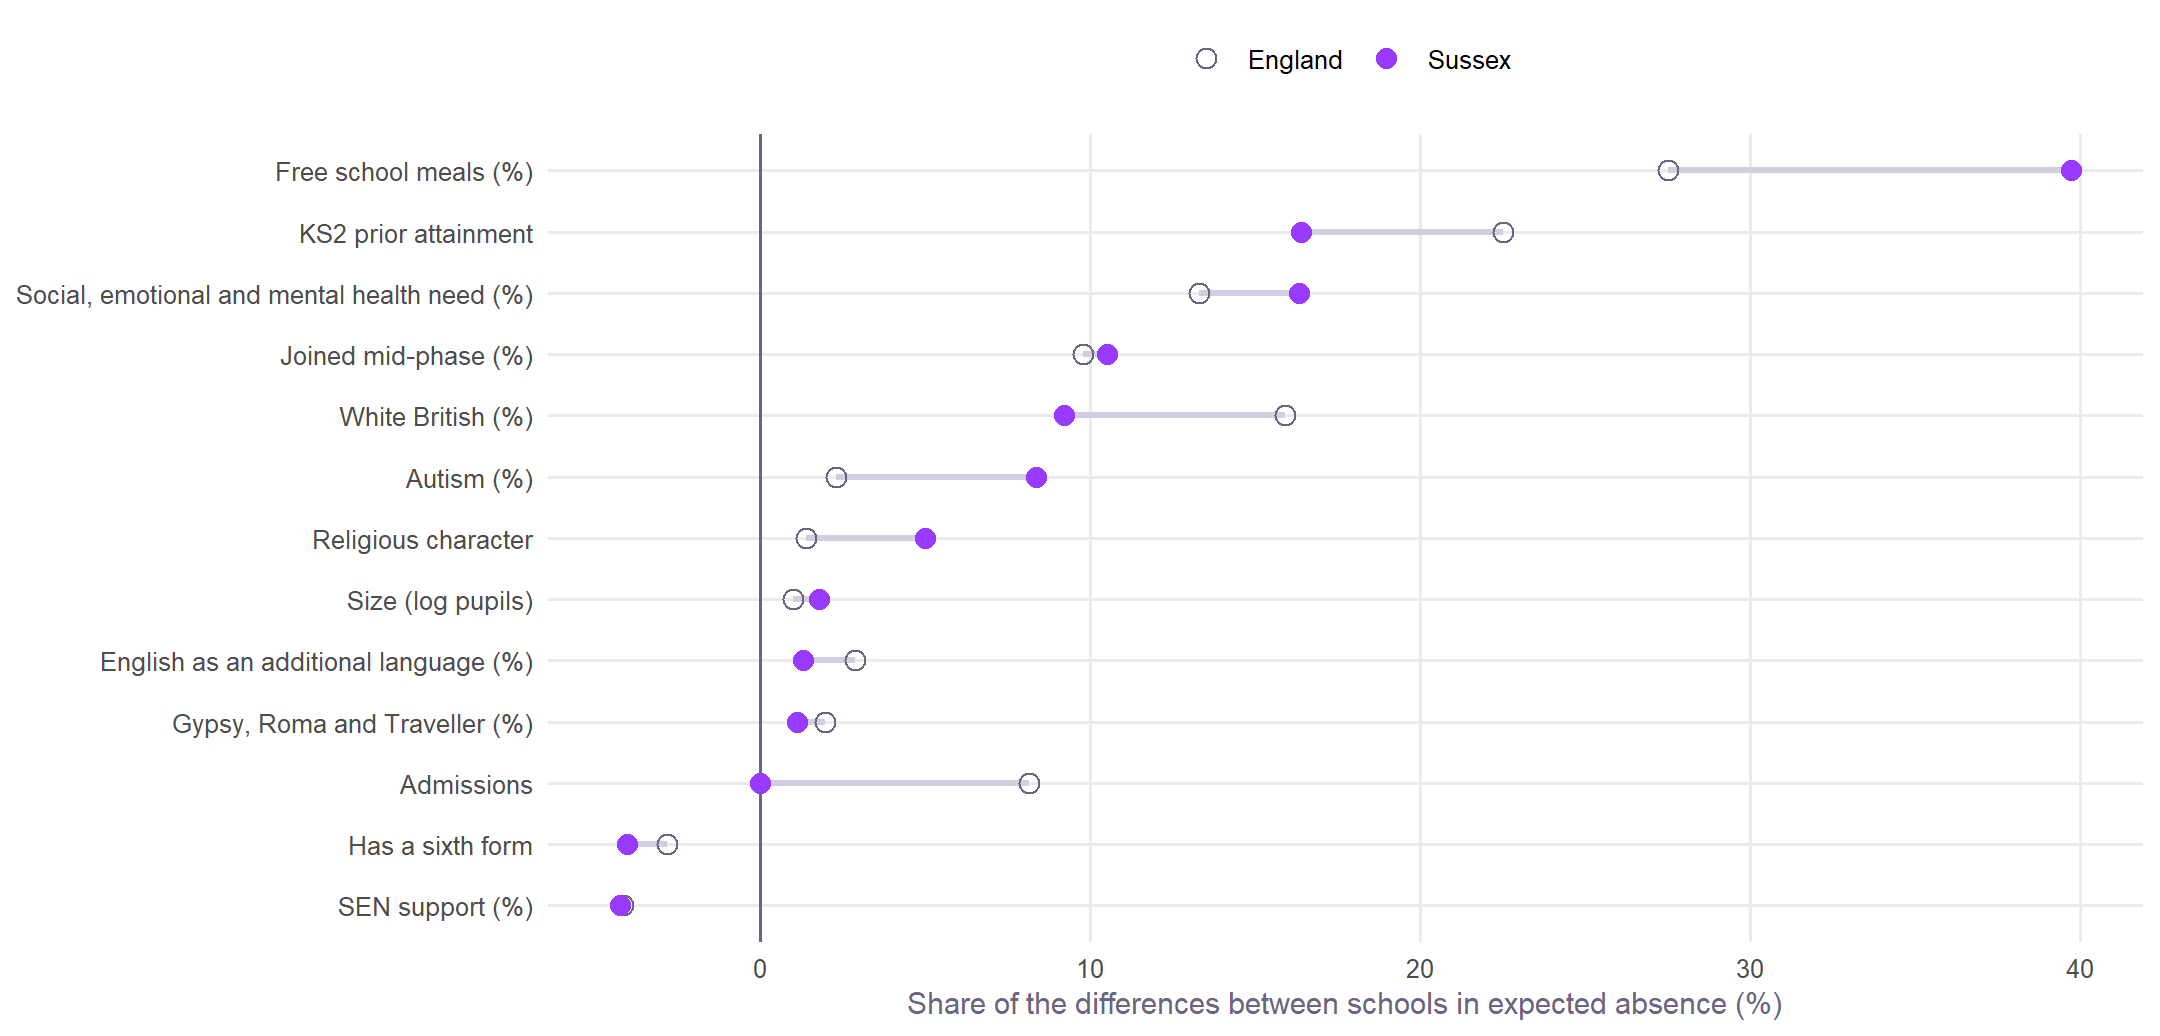 England Sussex
Free school meals (%)
KS2 prior attainment
Social, emotional and mental health need (%)
Joined mid-phase (%)
White British (%)
Autism (%)
Religious character
Size (log pupils)
English as an additional language (%)
Gypsy, Roma and Traveller (%)
Admissions
Has a sixth form
SEN support (%)
0 10 20 30 40
Share of the differences between schools in expected absence (%)